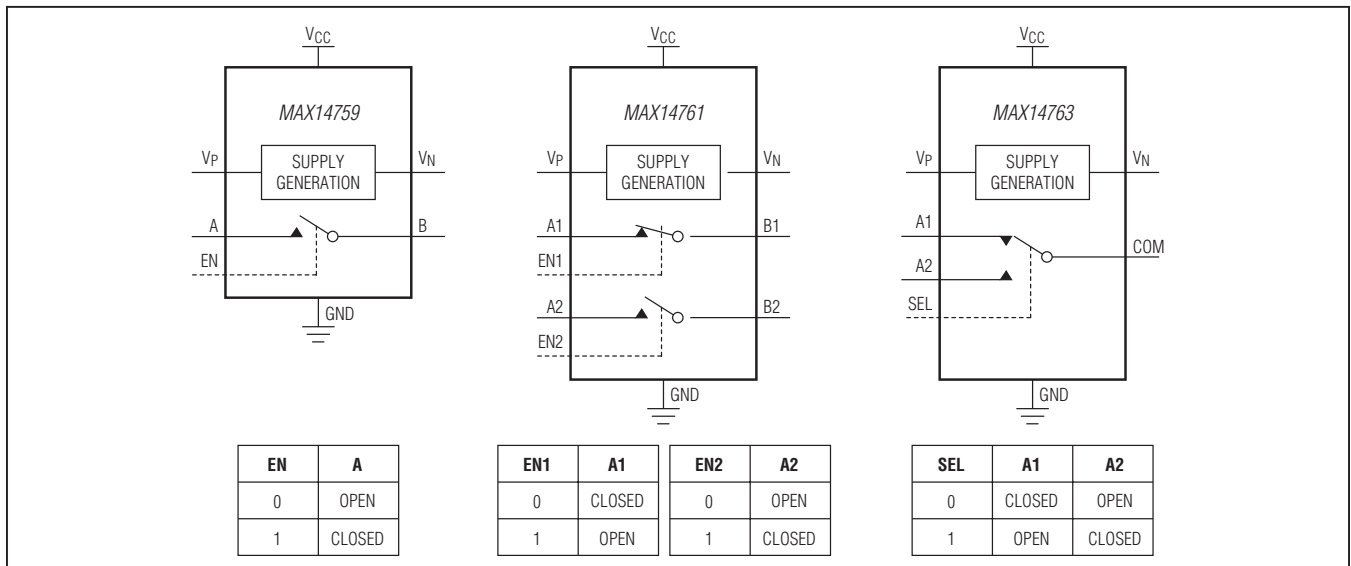 VCC
MAX14759
VP
SUPPLY
GENERATION
VN
A
B
EN
GND
EN A
0 OPEN
1 CLOSED
VCC
MAX14761
VP
SUPPLY
GENERATION
VN
A1
B1
EN1
A2
B2
EN2
GND
EN1 A1
0 CLOSED
1 OPEN
EN2 A2
0 OPEN
1 CLOSED
VCC
MAX14763
VP
SUPPLY
GENERATION
VN
A1
COM
A2
SEL
GND
SEL A1 A2
0 CLOSED OPEN
1 OPEN CLOSED